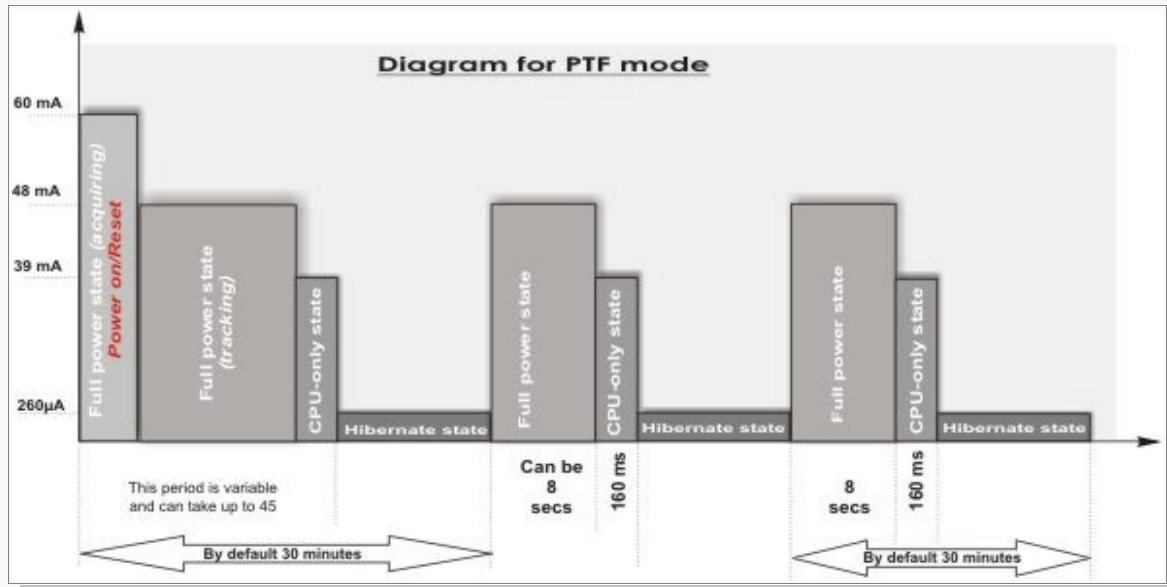 Diagram for PTF mode
60 mA
48 mA
39 mA
260µA
Full power state (acquiring)
Power on/Reset
Full power state
(tracking)
CPU-only state
Hibernate state
Full power state
CPU-only state
Hibernate state
Full power state
CPU-only state
Hibernate state
This period is variable
and can take up to 45
Can be
8
secs
160 ms
8
secs
160 ms
By default 30 minutes
By default 30 minutes